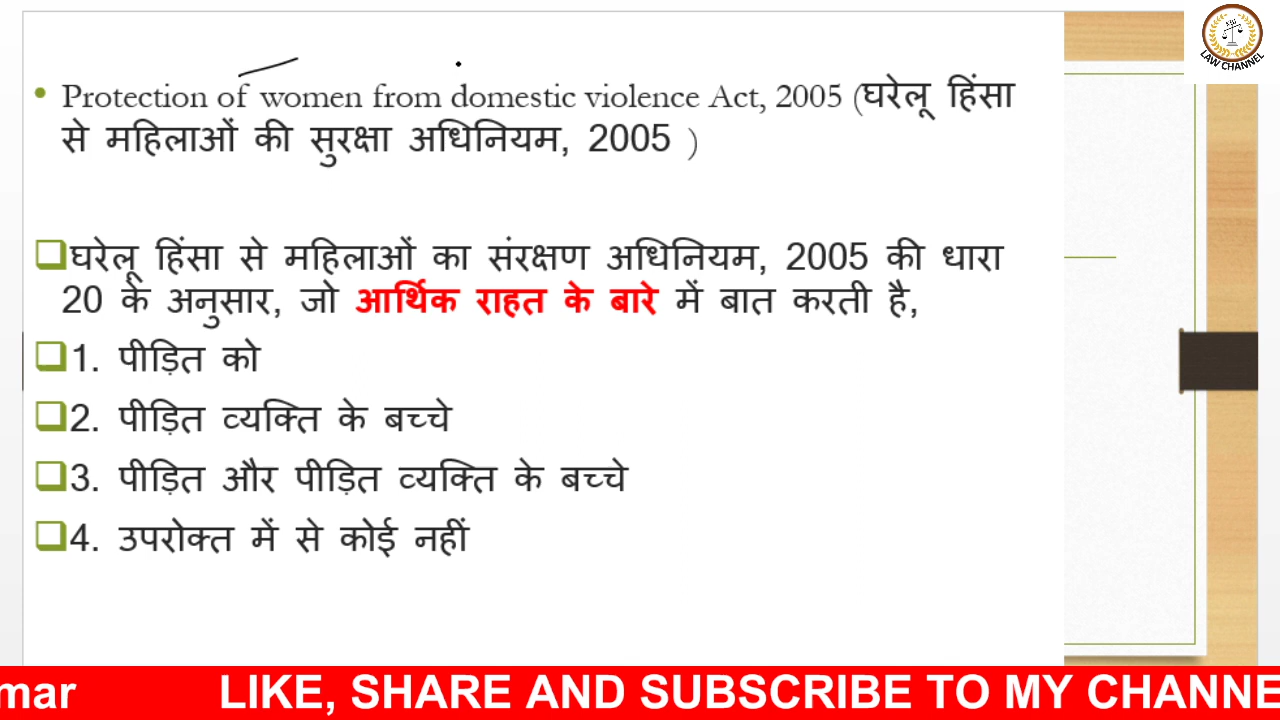 LAW CHANNEL
• Protection of women from domestic violence Act, 2005 (घरेलू हिंसा
से महिलाओं की सुरक्षा अधिनियम, 2005 )
घरेलू हिंसा से महिलाओं का संरक्षण अधिनियम, 2005 की धारा
20 के अनुसार, जो आर्थिक राहत के बारे में बात करती है,
1. पीड़ित को
2. पीड़ित व्यक्ति के बच्चे
3. पीड़ित और पीड़ित व्यक्ति के बच्चे
4. उपरोक्त में से कोई नहीं
mar LIKE, SHARE AND SUBSCRIBE TO MY CHANNE